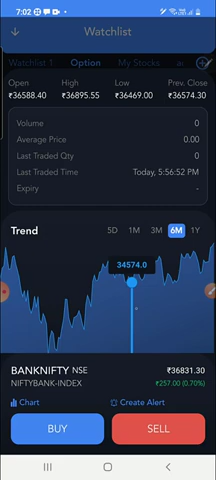 7:02
Watchlist
Watchlist 1 Option My Stocks
Open High Low Prev. Close
₹36588.40 ₹36895.55 ₹36469.00 ₹36574.30
Volume 0
Average Price 0.00
Last Traded Qty 0
Last Traded Time Today, 5:56:52 PM
Expiry -
Trend 5D 1M 3M 6M 1Y
34574.0
BANKNIFTY NSE ₹36831.30
NIFTYBANK-INDEX ₹257.00 (0.70%)
Chart Create Alert
BUY SELL